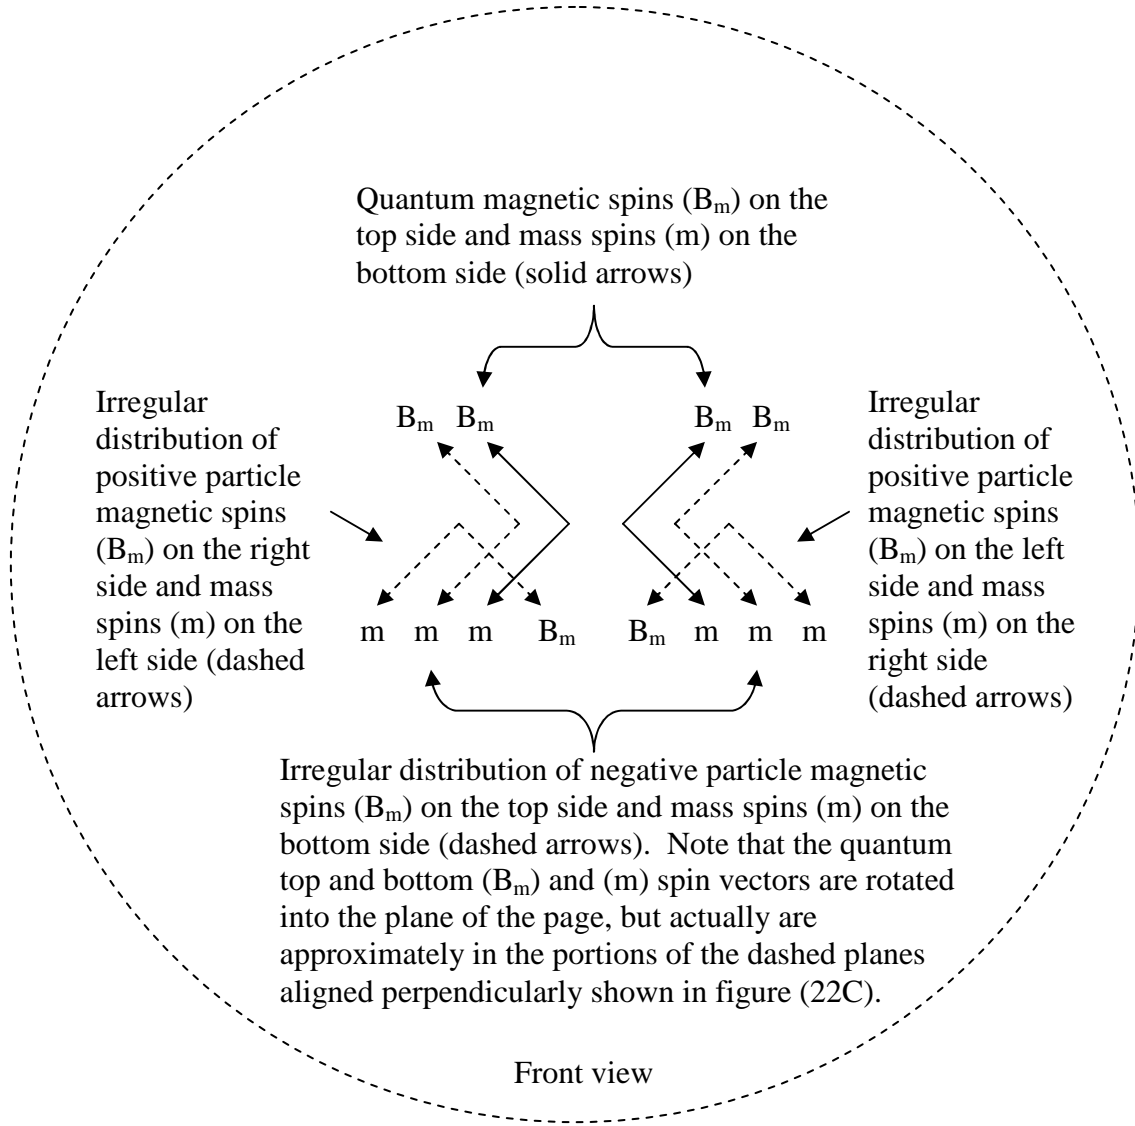 Quantum magnetic spins (Bm) on the
top side and mass spins (m) on the
bottom side (solid arrows)
Irregular
distribution of
positive particle
magnetic spins
(Bm) on the right
side and mass
spins (m) on the
left side (dashed
arrows)
Bm Bm
Bm Bm
Irregular
distribution of
positive particle
magnetic spins
(Bm) on the left
side and mass
spins (m) on the
right side
(dashed arrows)
m m m Bm
Bm m m m
Irregular distribution of negative particle magnetic
spins (Bm) on the top side and mass spins (m) on the
bottom side (dashed arrows). Note that the quantum
top and bottom (Bm) and (m) spin vectors are rotated
into the plane of the page, but actually are
approximately in the portions of the dashed planes
aligned perpendicularly shown in figure (22C).
Front view